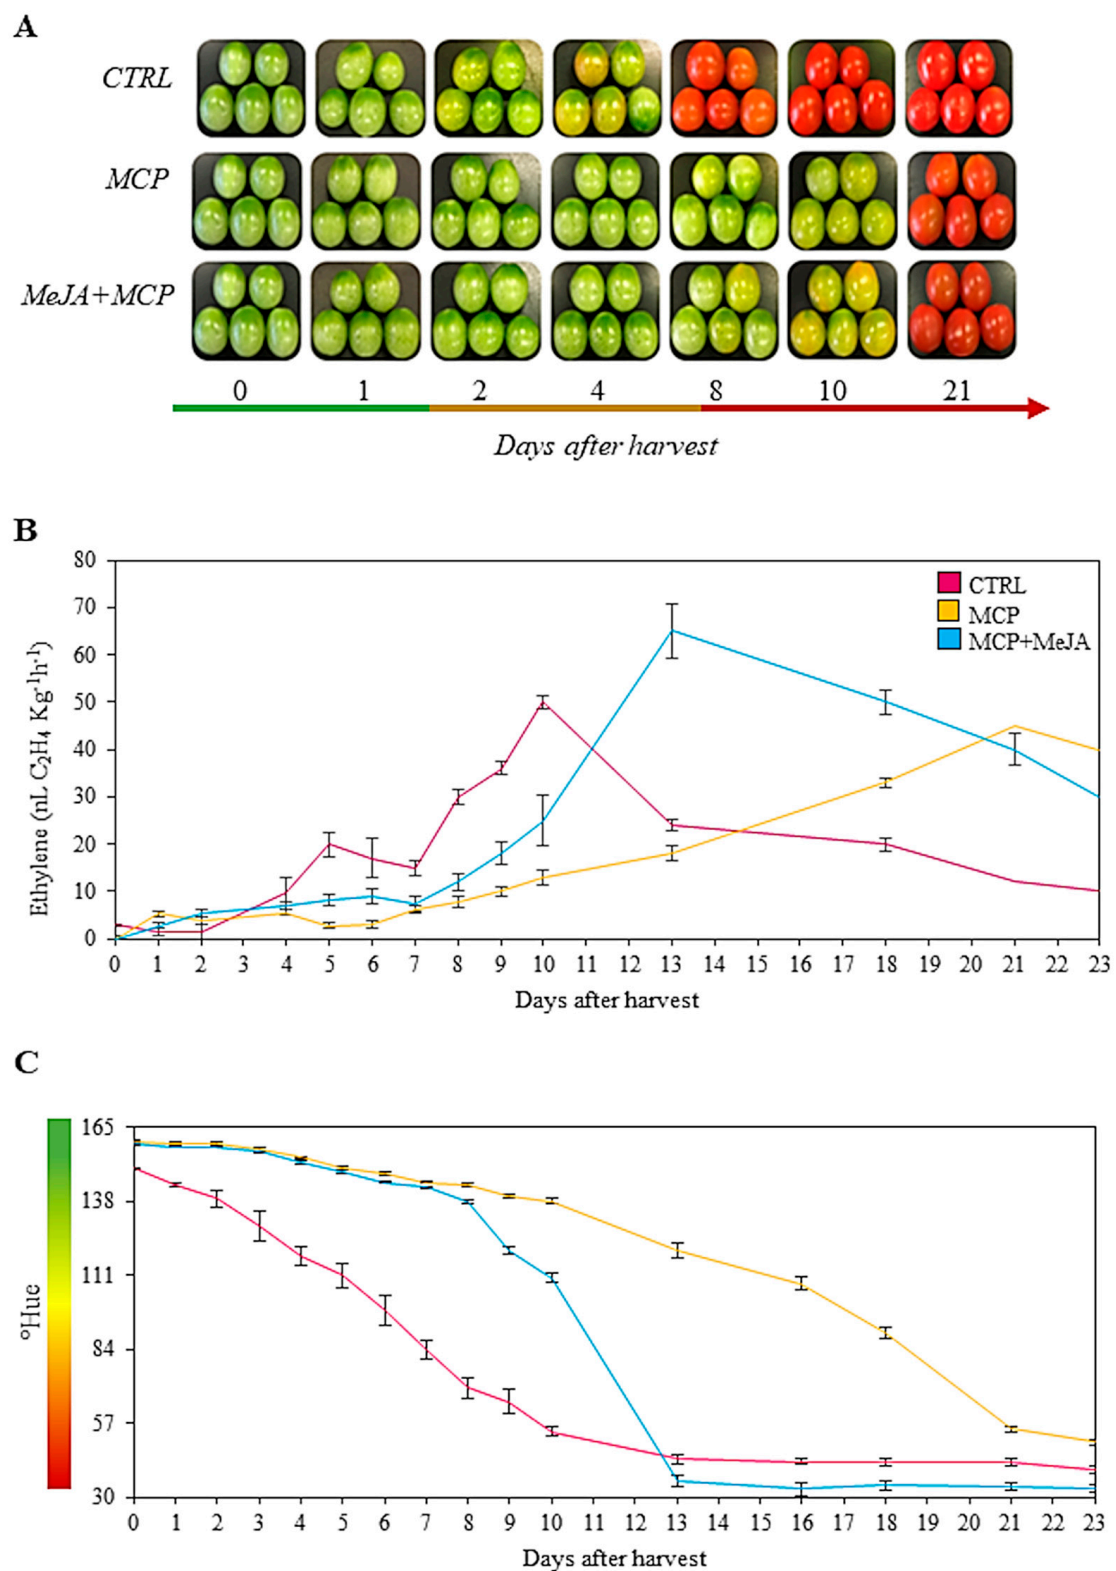 A
CTRL
MCP
MeJA+MCP
0 1 2 4 8 10 21
Days after harvest
B
80
70
60
50
40
30
20
10
0
Ethylene (nL C₂H₄ Kg⁻¹h⁻¹)
CTRL
MCP
MCP+MeJA
0 1 2 3 4 5 6 7 8 9 10 11 12 13 14 15 16 17 18 19 20 21 22 23
Days after harvest
C
165
138
111
84
57
30
°Hue
0 1 2 3 4 5 6 7 8 9 10 11 12 13 14 15 16 17 18 19 20 21 22 23
Days after harvest